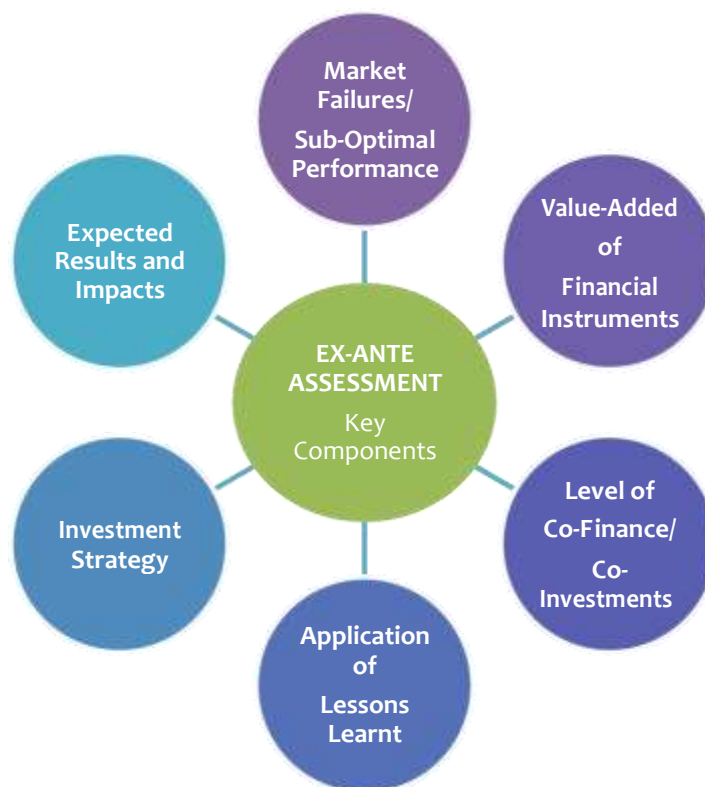 Market
Failures/
Sub-Optimal
Performance
Value-Added
of
Financial
Instruments
Level of
Co-Finance/
Co-
Investments
Application
of
Lessons
Learnt
Investment
Strategy
Expected
Results and
Impacts
EX-ANTE
ASSESSMENT
Key
Components